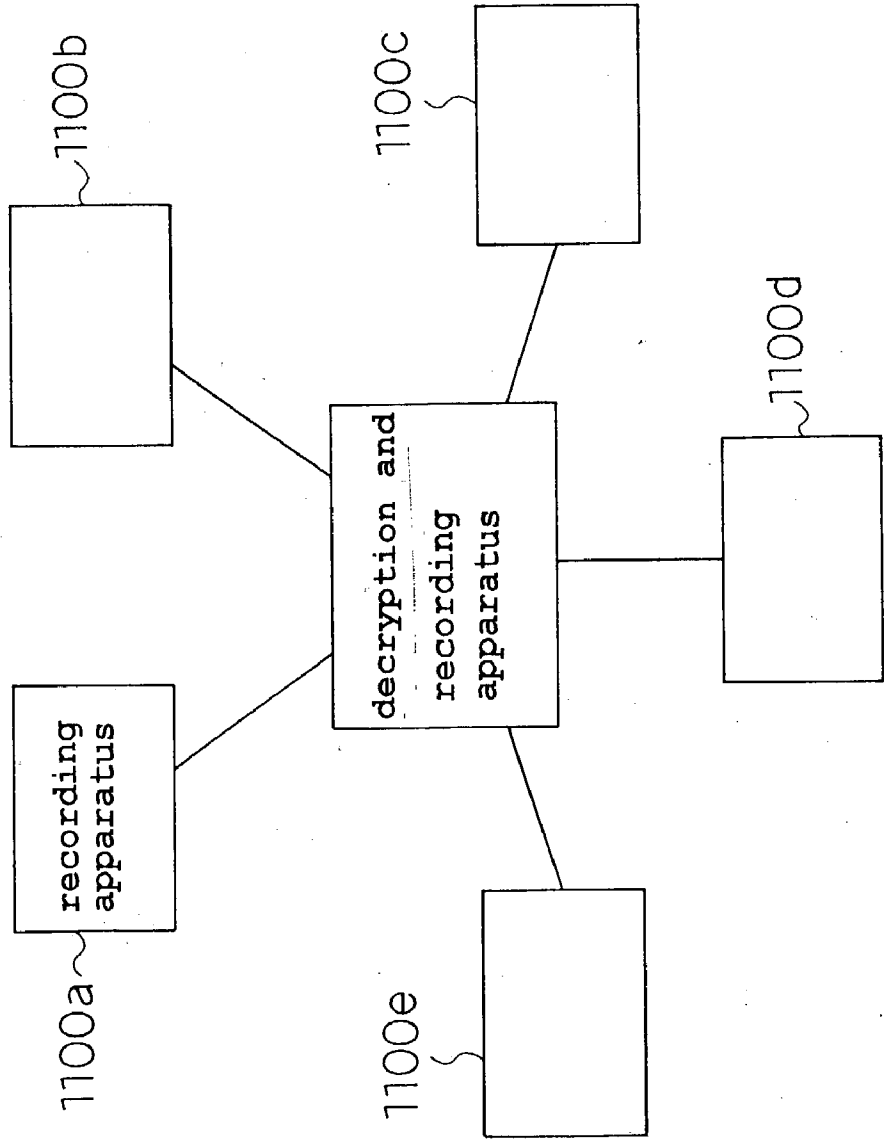 1100a
recording
apparatus
1100b
decryption and
recording
apparatus
1100e
1100c
1100d